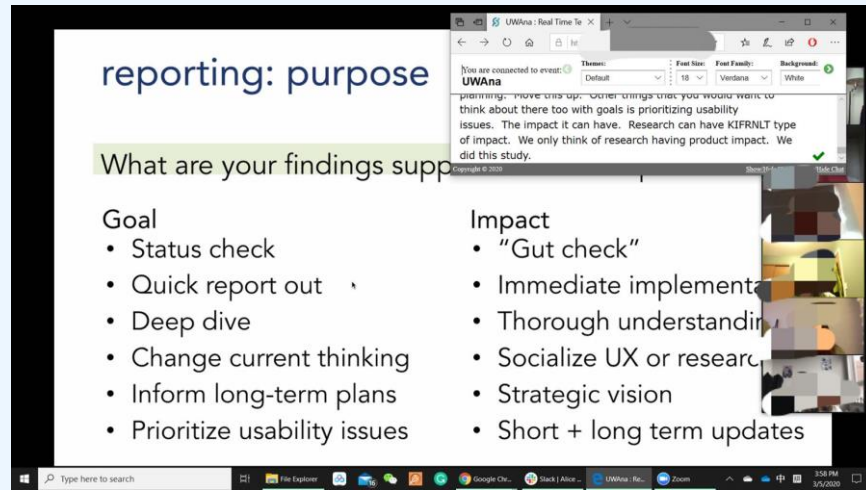 UWAna : Real Time Te
You are connected to event:
UWAna
Themes:
Default
Font Size:
18
Font Family:
Verdana
Background:
White
planning. Move this up. Other things that you would want to
think about there too with goals is prioritizing usability
issues. The impact it can have. Research can have KIFRNLT type
of impact. We only think of research having product impact. We
did this study.
Copyright © 2020
Hide Chat
reporting: purpose
What are your findings supp
Goal
• Status check
• Quick report out
• Deep dive
• Change current thinking
• Inform long-term plans
• Prioritize usability issues
Impact
• “Gut check”
• Immediate implementa
• Thorough understandin
• Socialize UX or researc
• Strategic vision
• Short + long term updates
Type here to search
File Explorer
16
Google Chr...
Slack | Alice ...
UWAna : Re...
Zoom
中
3:58 PM
3/5/2020